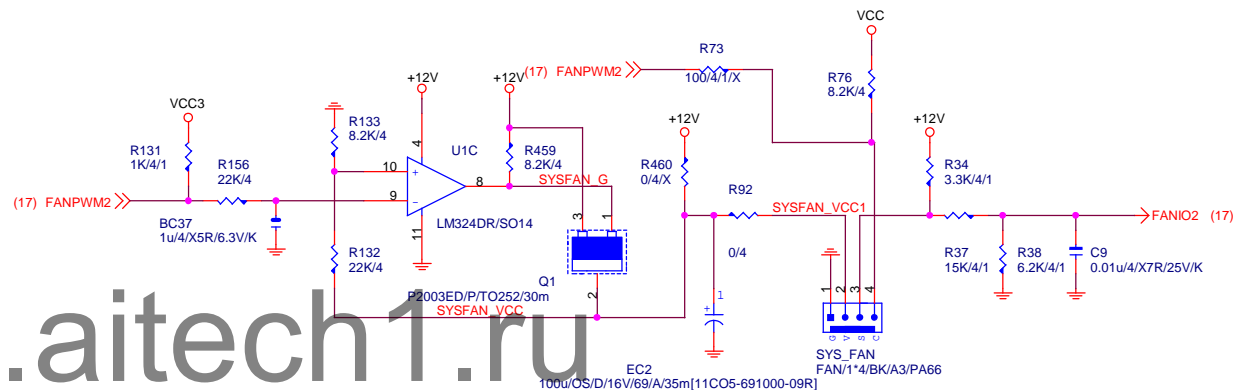 VCC
R73
(17) FANPWM2
100/4/1/X
R76
8.2K/4
+12V
+12V
VCC3
R133
8.2K/4
+12V
+12V
R131
1K/4/1
R156
22K/4
4
U1C
10
+
9
-
8
11
LM324DR/SO14
R459
8.2K/4
SYSFAN_G
R460
0/4/X
R92
0/4
SYSFAN_VCC1
R34
3.3K/4/1
(17) FANPWM2
BC37
1u/4/X5R/6.3V/K
R132
22K/4
3
1
Q1
2
P2003ED/P/TO252/30m
SYSFAN_VCC
FANIO2 (17)
R37
15K/4/1
R38
6.2K/4/1
C9
0.01u/4/X7R/25V/K
1
+
1 2 3 4
G V S C
SYS_FAN
FAN/1*4/BK/A3/PA66
EC2
100u/OS/D/16V/69/A/35m[11CO5-691000-09R]
.aitech1.ru